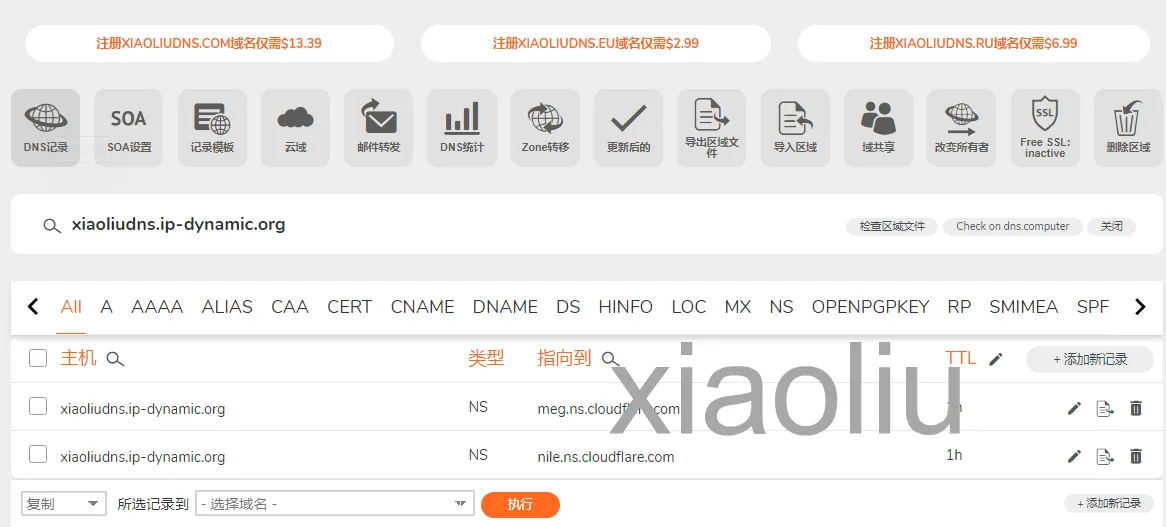 注册XIAOLIUDNS.COM域名仅需$13.39 注册XIAOLIUDNS.EU域名仅需$2.99 注册XIAOLIUDNS.RU域名仅需$6.99
SOA SSL
DNS记录 SOA设置 记录模板 云域 邮件转发 DNS统计 Zone转移 更新后的 导出区域文件 导入区域 域共享 改变所有者 Free SSL: inactive 删除区域
xiaoliudns.ip-dynamic.org 检查区域文件 Check on dns.computer 关闭
All A AAAA ALIAS CAA CERT CNAME DNAME DS HINFO LOC MX NS OPENPGPKEY RP SMIMEA SPF
主机 类型 指向到 TTL + 添加新记录
xiaoliu
xiaoliudns.ip-dynamic.org NS meg.ns.cloudflare.com
xiaoliudns.ip-dynamic.org NS nile.ns.cloudflare.com 1h
复制 所选记录到 - 选择域名 - 执行 + 添加新记录